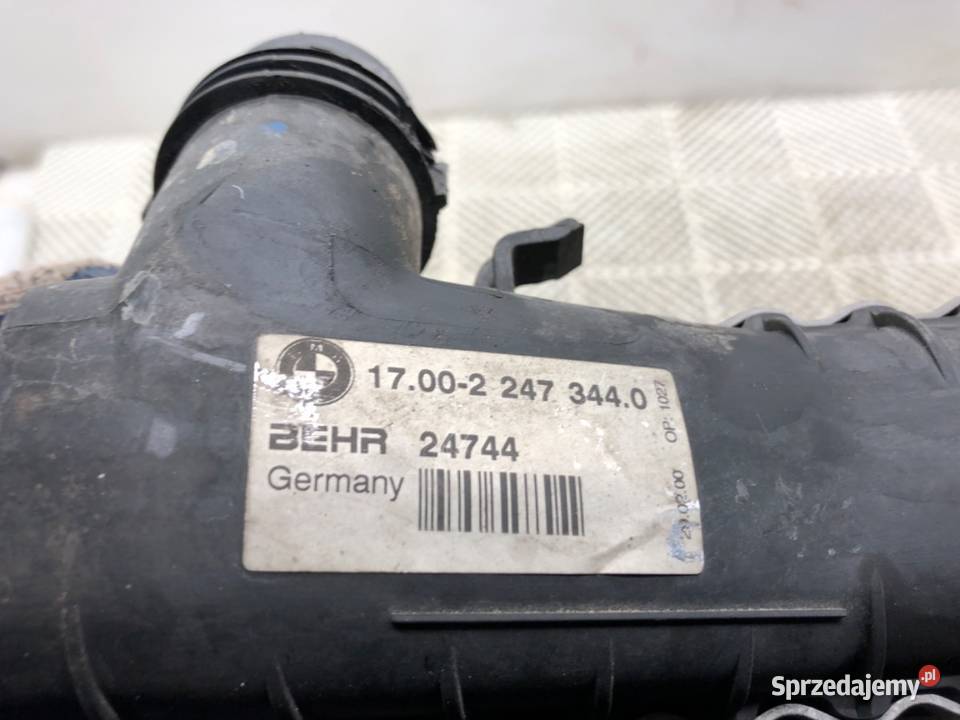 17.00-2 247 344.0
BEHR 24744
Germany
OP: 1027
Sprzedajemy.pl